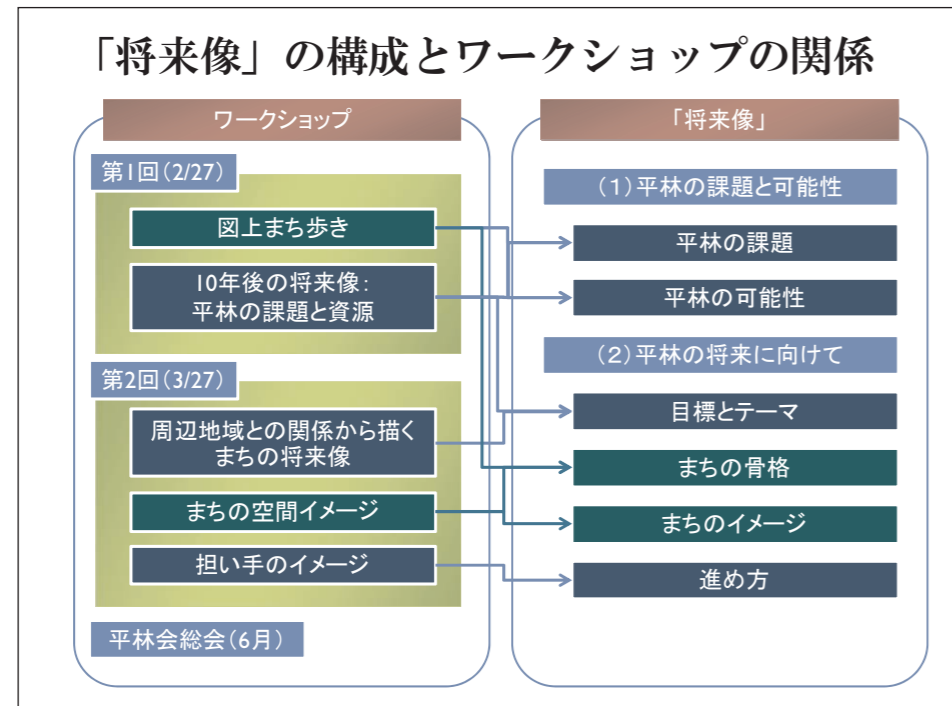 「将来像」の構成とワークショップの関係
ワークショップ
第1回(2/27)
図上まち歩き
10年後の将来像:
平林の課題と資源
第2回(3/27)
周辺地域との関係から描く
まちの将来像
まちの空間イメージ
担い手のイメージ
平林会総会(6月)
「将来像」
(1)平林の課題と可能性
平林の課題
平林の可能性
(2)平林の将来に向けて
目標とテーマ
まちの骨格
まちのイメージ
進め方